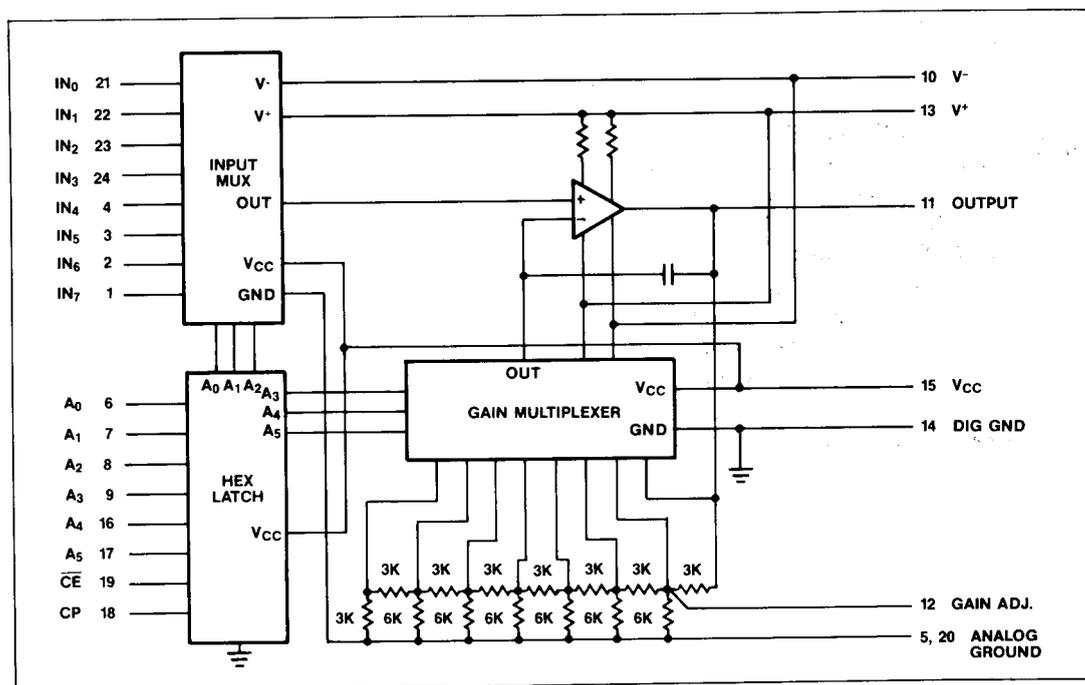 IN0 21
IN1 22
IN2 23
IN3 24
IN4 4
IN5 3
IN6 2
IN7 1
INPUT
MUX
V-
V+
OUT
VCC
GND
10 V-
13 V+
+
−
11 OUTPUT
A0 A1 A2
A3
A4
A5
A0 6
A1 7
A2 8
A3 9
A4 16
A5 17
CE 19
CP 18
HEX
LATCH
VCC
OUT
GAIN MULTIPLEXER
VCC
GND
15 VCC
14 DIG GND
3K 3K 3K 3K 3K 3K 3K
3K 6K 6K 6K 6K 6K 6K
12 GAIN ADJ.
5, 20 ANALOG
GROUND